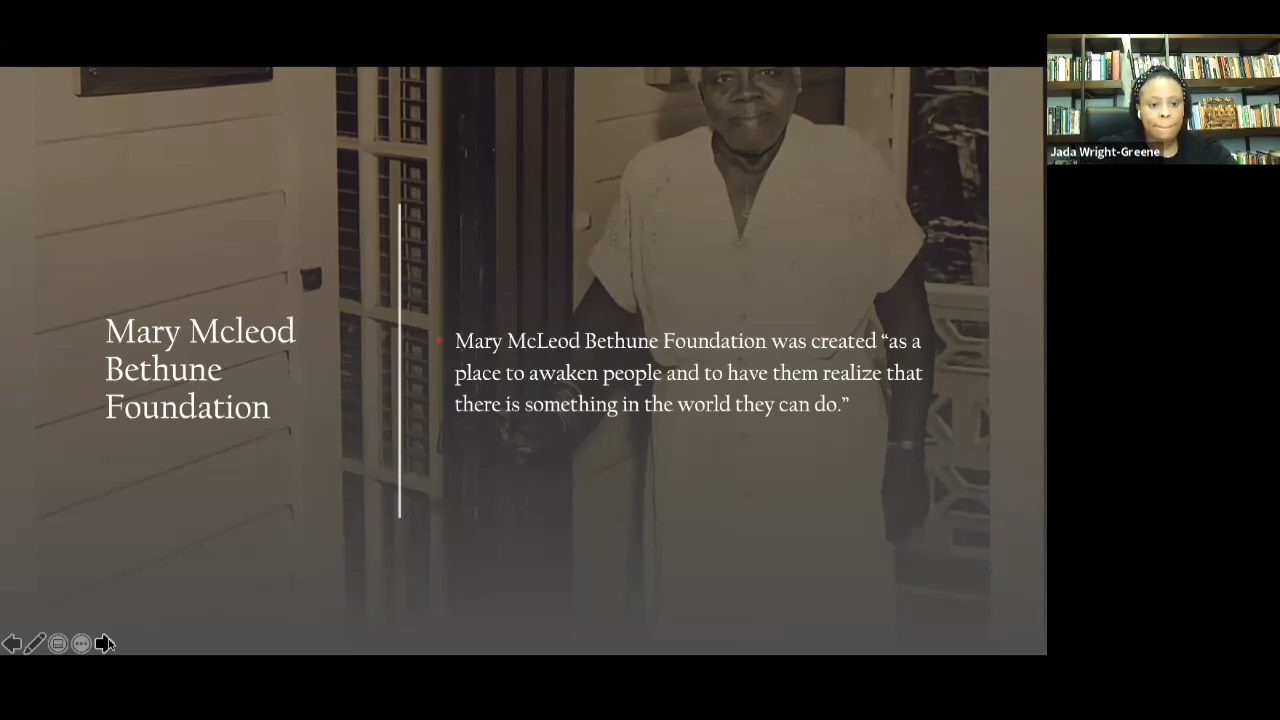 Mary Mcleod
Bethune
Foundation
Mary McLeod Bethune Foundation was created “as a
place to awaken people and to have them realize that
there is something in the world they can do.”
Jada Wright-Greene